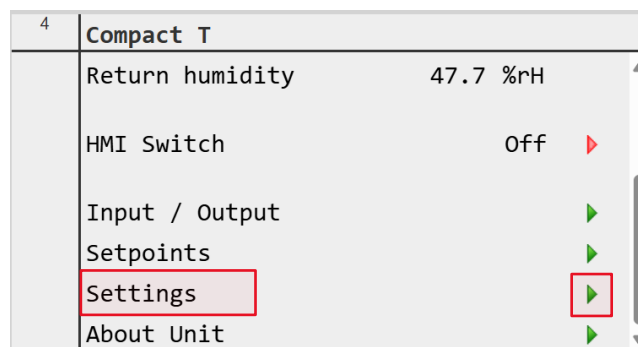 4
Compact T
Return humidity 47.7 %rH
HMI Switch Off
Input / Output
Setpoints
Settings
About Unit